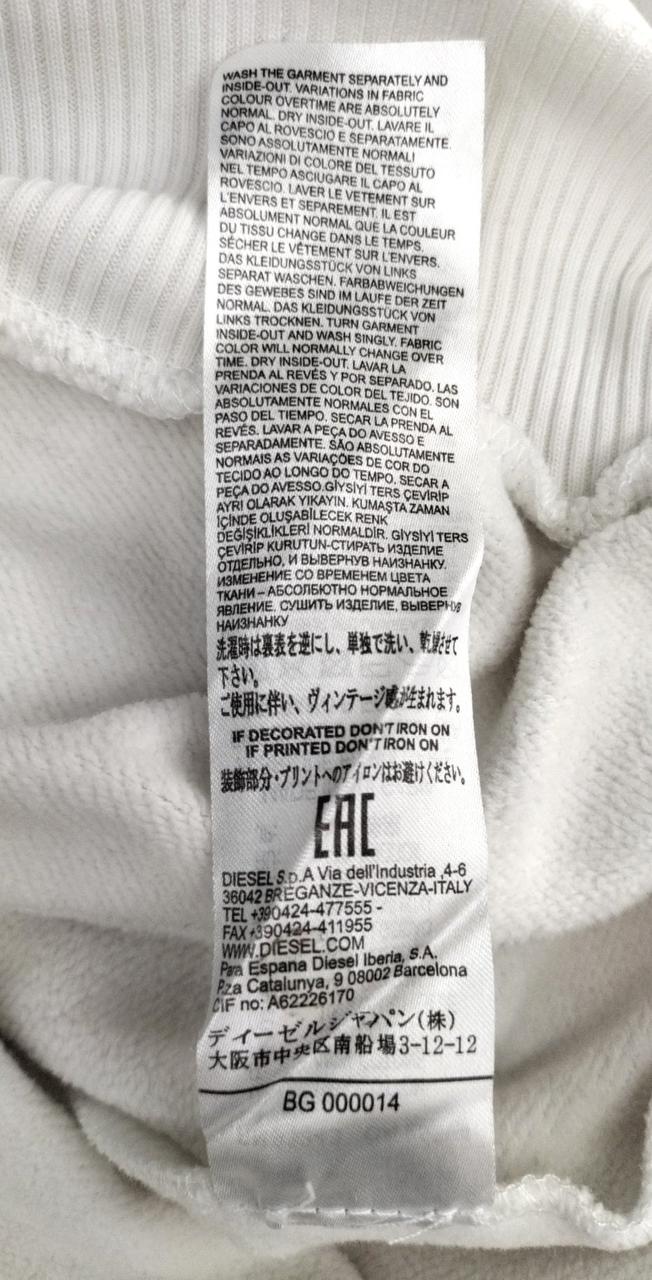 WASH THE GARMENT SEPARATELY AND
INSIDE-OUT. VARIATIONS IN FABRIC
COLOUR OVERTIME ARE ABSOLUTELY
NORMAL. DRY INSIDE-OUT. LAVARE IL
CAPO AL ROVESCIO E SEPARATAMENTE.
SONO ASSOLUTAMENTE NORMALI
VARIAZIONI DI COLORE DEL TESSUTO
NEL TEMPO ASCIUGARE IL CAPO AL
ROVESCIO. LAVER LE VETEMENT SUR
L'ENVERS ET SEPAREMENT. IL EST
ABSOLUMENT NORMAL QUE LA COULEUR
DU TISSU CHANGE DANS LE TEMPS.
SÉCHER LE VÊTEMENT SUR L'ENVERS.
DAS KLEIDUNGSSTÜCK VON LINKS
SEPARAT WASCHEN. FARBABWEICHUNGEN
DES GEWEBES SIND IM LAUFE DER ZEIT
NORMAL. DAS KLEIDUNGSSTÜCK VON
LINKS TROCKNEN. TURN GARMENT
INSIDE-OUT AND WASH SINGLY. FABRIC
COLOR WILL NORMALLY CHANGE OVER
TIME. DRY INSIDE-OUT. LAVAR LA
PRENDA AL REVÉS Y POR SEPARADO. LAS
VARIACIONES DE COLOR DEL TEJIDO. SON
ABSOLUTAMENTE NORMALES CON EL
PASO DEL TIEMPO. SECAR LA PRENDA AL
REVÉS. LAVAR A PEÇA DO AVESSO E
SEPARADAMENTE. SÃO ABSOLUTAMENTE
NORMAIS AS VARIAÇÕES DE COR DO
TECIDO AO LONGO DO TEMPO. SECAR A
PEÇA DO AVESSO.GİYSİYİ TERS ÇEVİRİP
AYRI OLARAK YIKAYIN. KUMAŞTA ZAMAN
İÇİNDE OLUŞABİLECEK RENK
DEĞİŞİKLİKLERİ NORMALDİR. GİYSİYİ TERS
ÇEVİRİP KURUTUN-СТИРАТЬ ИЗДЕЛИЕ
ОТДЕЛЬНО, И ВЫВЕРНУВ НАИЗНАНКУ.
ИЗМЕНЕНИЕ СО ВРЕМЕНЕМ ЦВЕТА
ТКАНИ – АБСОЛЮТНО НОРМАЛЬНОЕ
ЯВЛЕНИЕ. СУШИТЬ ИЗДЕЛИЕ, ВЫВЕРНУВ
НАИЗНАНКУ
洗濯時は裏表を逆にし、単独で洗い、乾燥させて
下さい。
ご使用に伴い、ヴィンテージ感が生まれます。
IF DECORATED DON'T IRON ON
IF PRINTED DON'T IRON ON
装飾部分・プリントへのアイロンはお避けください。
EAC
DIESEL S.p.A Via dell'Industria ,4-6
36042 BREGANZE-VICENZA-ITALY
TEL +390424-477555 -
FAX +390424-411955
WWW.DIESEL.COM
Para Espana Diesel Iberia, S.A.
Pza Catalunya, 9 08002 Barcelona
CIF no: A62226170
ディーゼルジャパン(株)
大阪市中央区南船場3-12-12
BG 000014